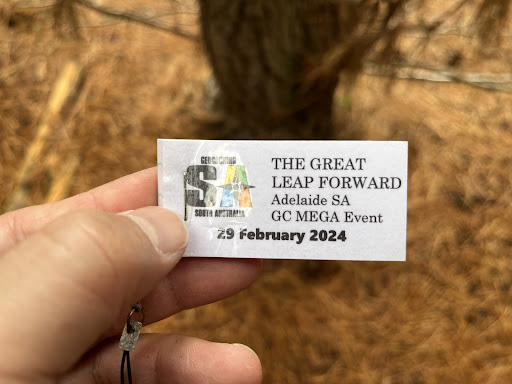 GEOCACHING
SA
SOUTH AUSTRALIA
THE GREAT
LEAP FORWARD
Adelaide SA
GC MEGA Event
29 February 2024